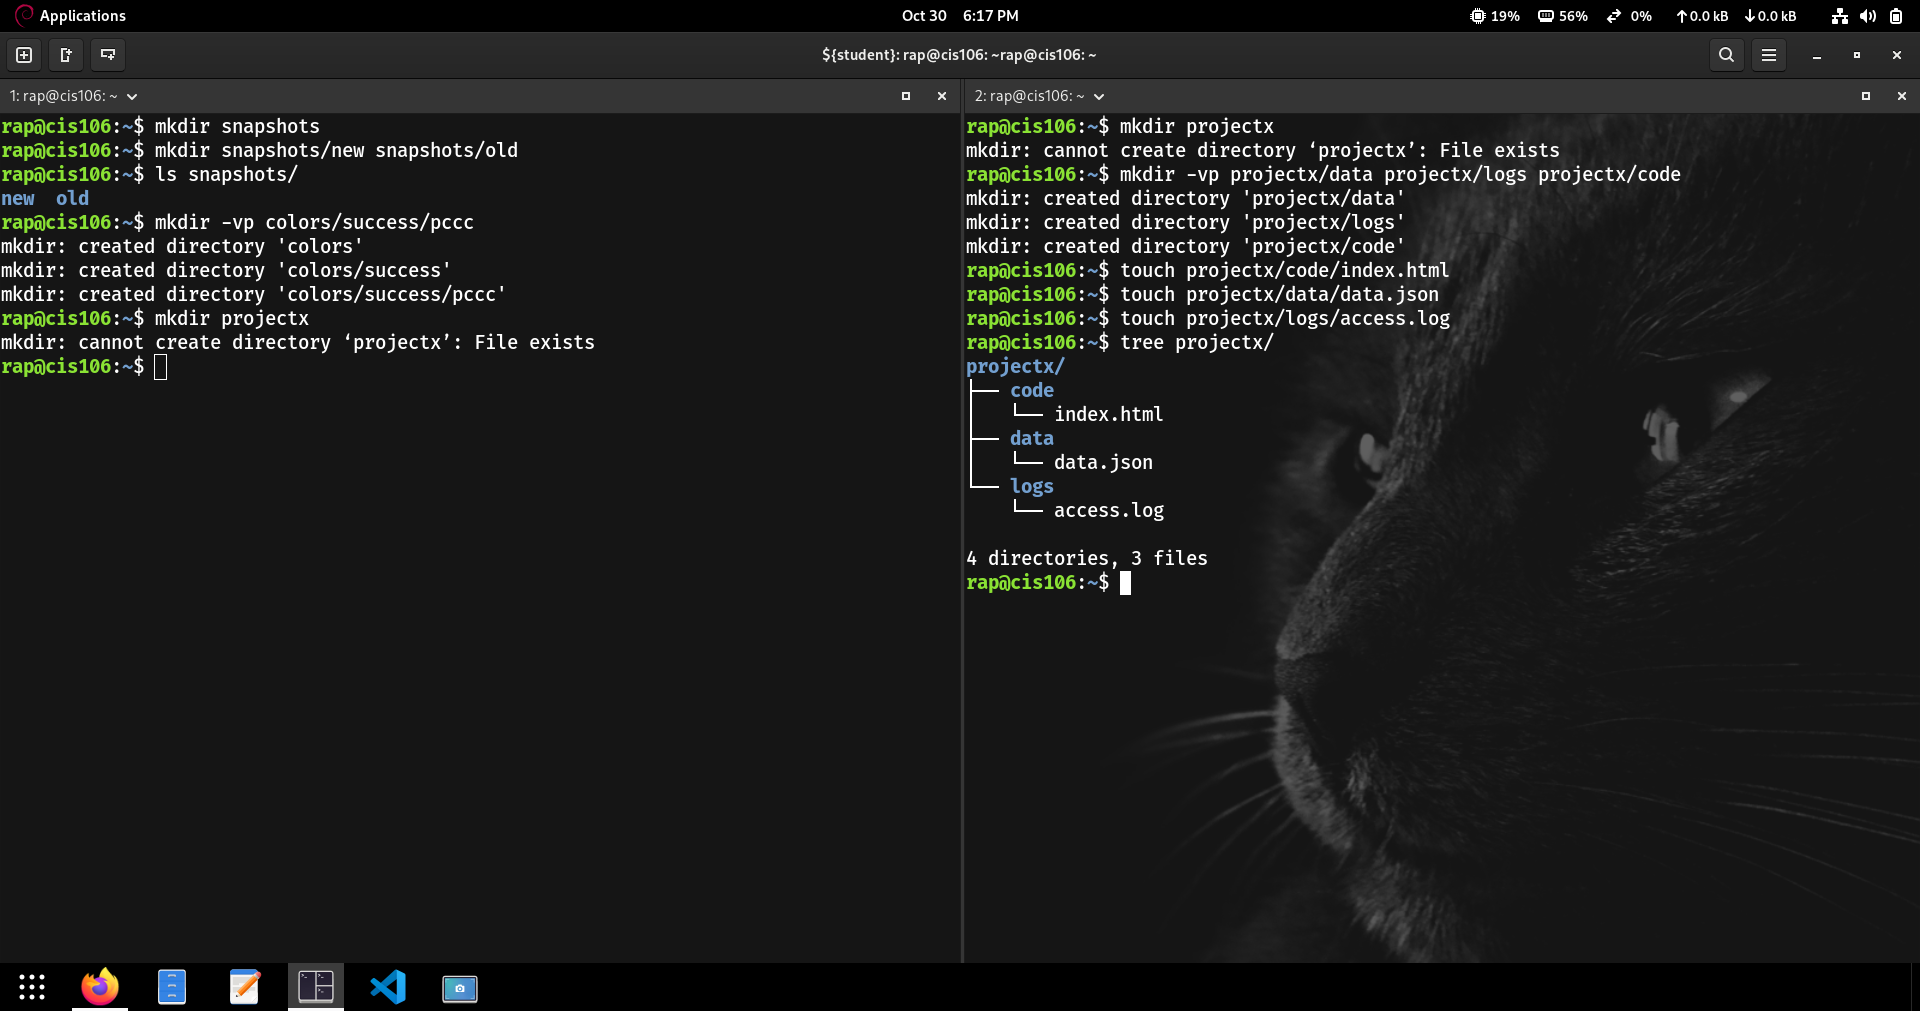 Applications
Oct 30 6:17 PM
19% 56% 0% ↑0.0 kB ↓0.0 kB
${student}: rap@cis106: ~rap@cis106: ~
1: rap@cis106: ~
rap@cis106:~$ mkdir snapshots
rap@cis106:~$ mkdir snapshots/new snapshots/old
rap@cis106:~$ ls snapshots/
new  old
rap@cis106:~$ mkdir -vp colors/success/pccc
mkdir: created directory 'colors'
mkdir: created directory 'colors/success'
mkdir: created directory 'colors/success/pccc'
rap@cis106:~$ mkdir projectx
mkdir: cannot create directory ‘projectx’: File exists
rap@cis106:~$
2: rap@cis106: ~
rap@cis106:~$ mkdir projectx
mkdir: cannot create directory ‘projectx’: File exists
rap@cis106:~$ mkdir -vp projectx/data projectx/logs projectx/code
mkdir: created directory 'projectx/data'
mkdir: created directory 'projectx/logs'
mkdir: created directory 'projectx/code'
rap@cis106:~$ touch projectx/code/index.html
rap@cis106:~$ touch projectx/data/data.json
rap@cis106:~$ touch projectx/logs/access.log
rap@cis106:~$ tree projectx/
projectx/
├── code
│   └── index.html
├── data
│   └── data.json
└── logs
    └── access.log
4 directories, 3 files
rap@cis106:~$